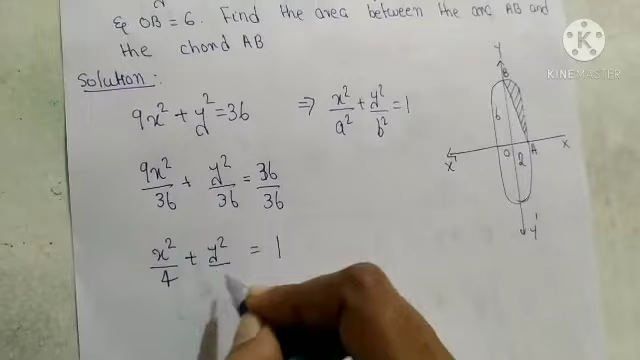 & OB = 6. Find the area between the arc AB and
the chord AB
Solution:
9x² + y² = 36 ⇒ x²/a² + y²/b² = 1
9x²/36 + y²/36 = 36/36
x²/4 + y² = 1
Y
B
6
O
A
X
X'
2
Y'
KINEMASTER